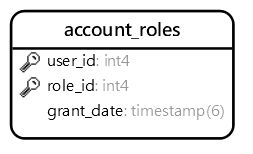 account_roles
user_id: int4
role_id: int4
grant_date: timestamp(6)